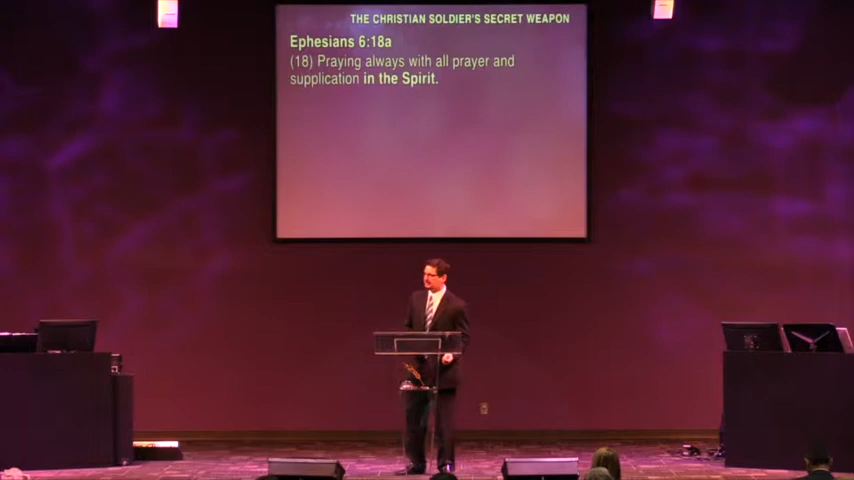 THE CHRISTIAN SOLDIER'S SECRET WEAPON
Ephesians 6:18a
(18) Praying always with all prayer and
supplication in the Spirit.